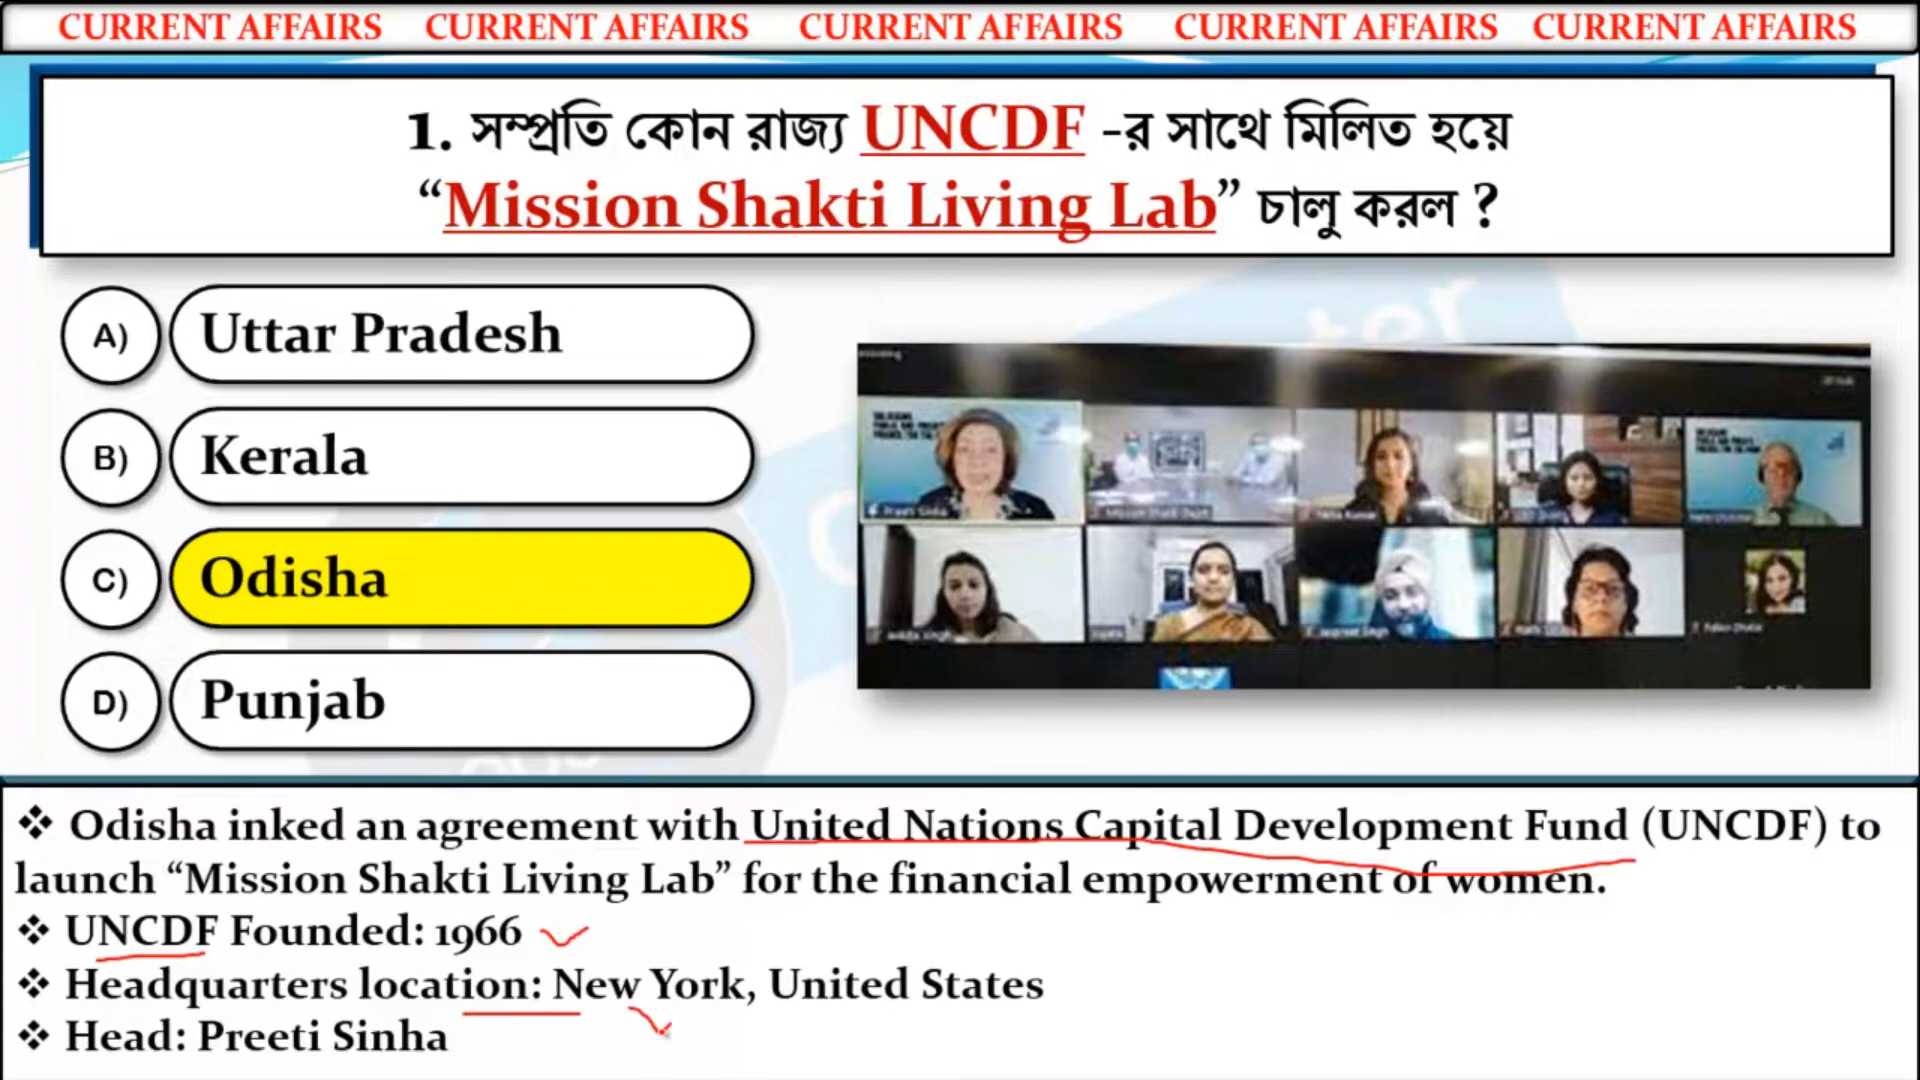 CURRENT AFFAIRS CURRENT AFFAIRS CURRENT AFFAIRS CURRENT AFFAIRS CURRENT AFFAIRS
1. সম্প্রতি কোন রাজ্য UNCDF -র সাথে মিলিত হয়ে
“Mission Shakti Living Lab” চালু করল ?
A) Uttar Pradesh
B) Kerala
C) Odisha
D) Punjab
Preeti Sinha
❖ Odisha inked an agreement with United Nations Capital Development Fund (UNCDF) to
launch “Mission Shakti Living Lab” for the financial empowerment of women.
❖ UNCDF Founded: 1966
❖ Headquarters location: New York, United States
❖ Head: Preeti Sinha